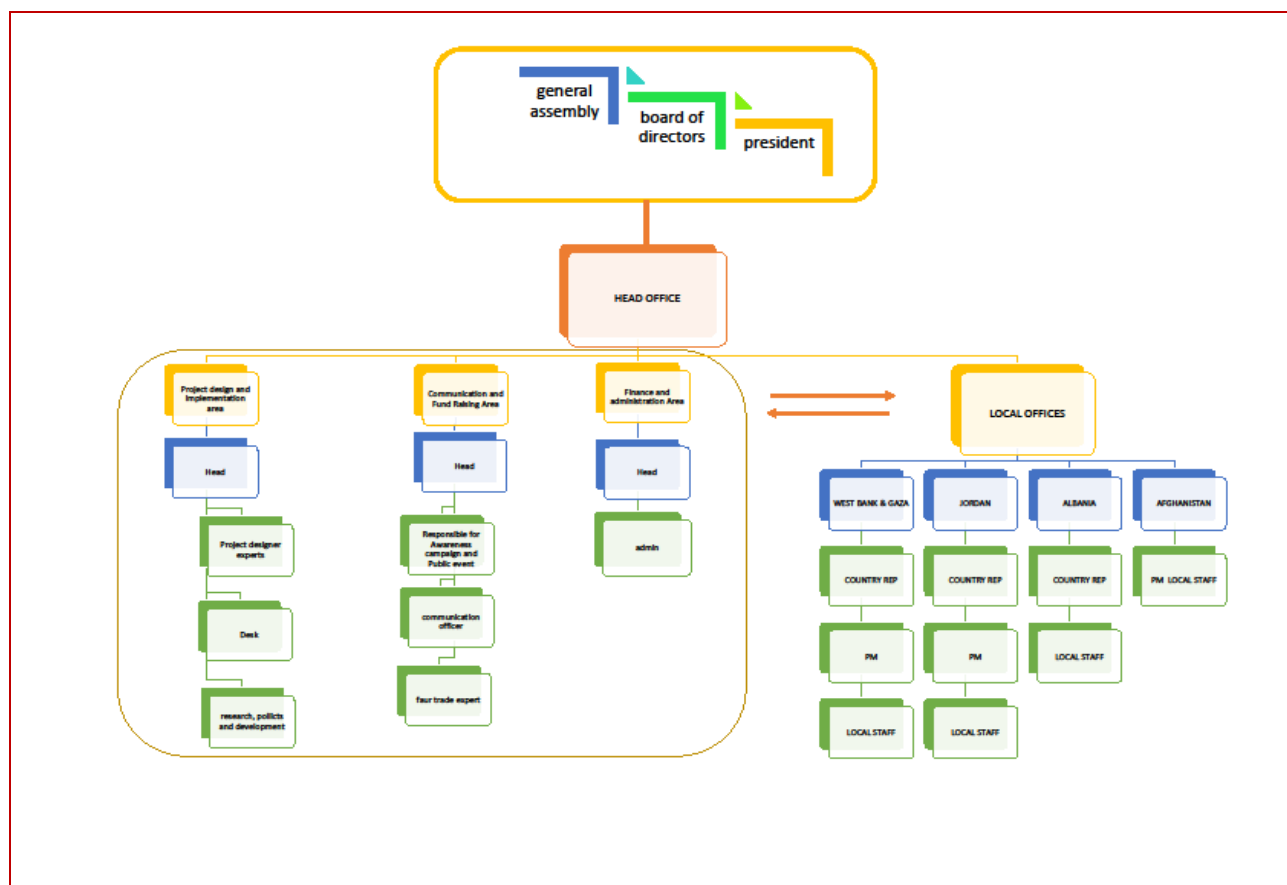 general
assembly
board of
directors
president
HEAD OFFICE
Project design and
Implementation
area
Communication and
Fund Raising Area
Finance and
administration Area
LOCAL OFFICES
Head
Head
Head
WEST BANK & GAZA
JORDAN
ALBANIA
AFGHANISTAN
Project designer
experts
Responsible for
Awareness
campaign and
Public event
admin
COUNTRY REP
COUNTRY REP
COUNTRY REP
PM LOCAL STAFF
Desk
communication
officer
PM
PM
LOCAL STAFF
research, pollicts
and development
faur trade expert
LOCAL STAFF
LOCAL STAFF